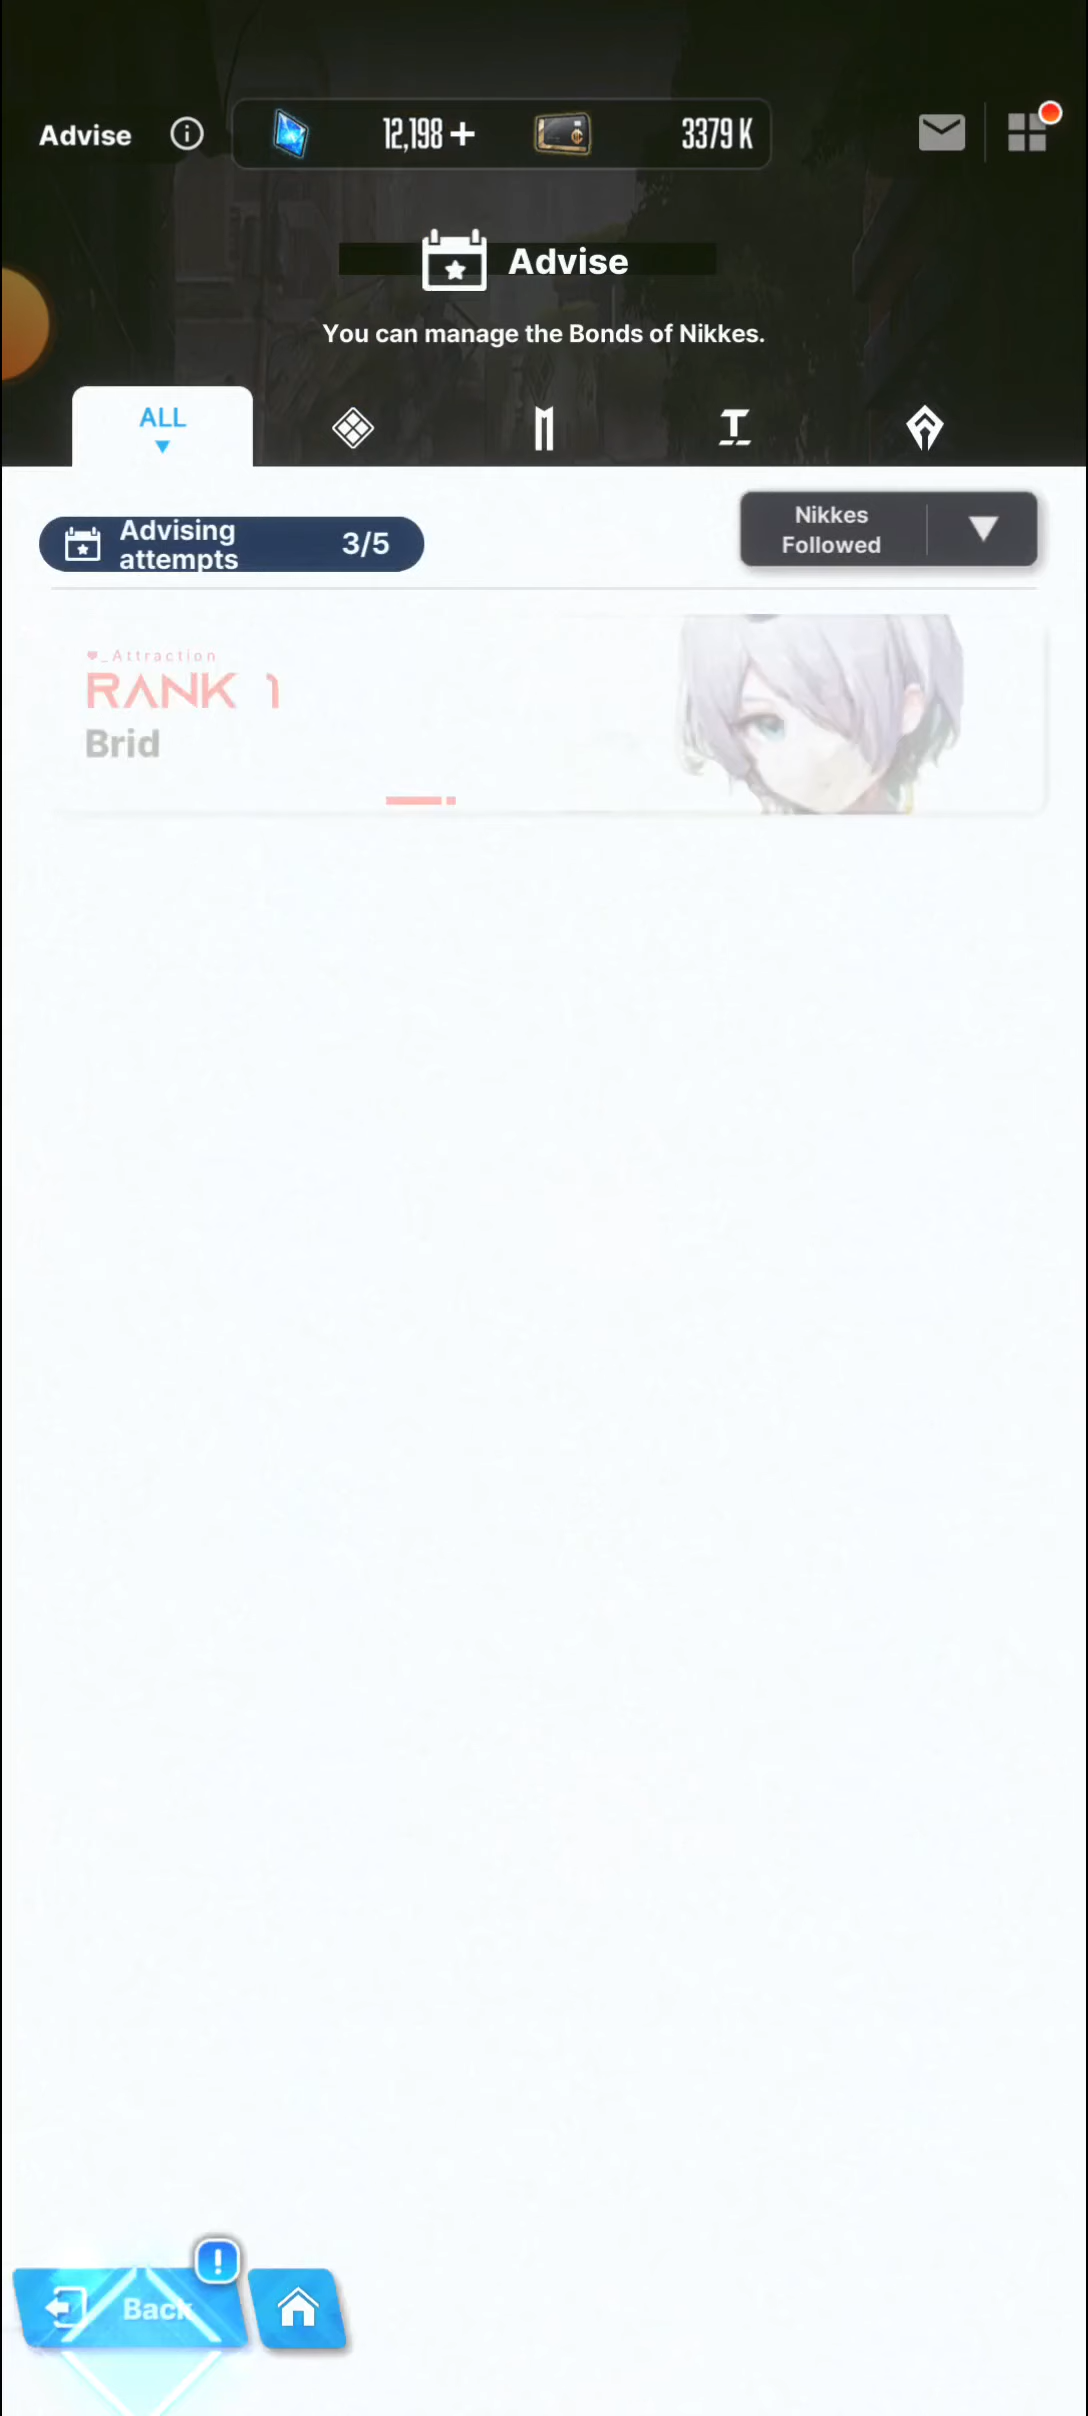 Advise
12,198 +
3379 K
Advise
You can manage the Bonds of Nikkes.
ALL
Advising
attempts
3/5
Nikkes
Followed
_Attraction
RANK 1
Brid
Back